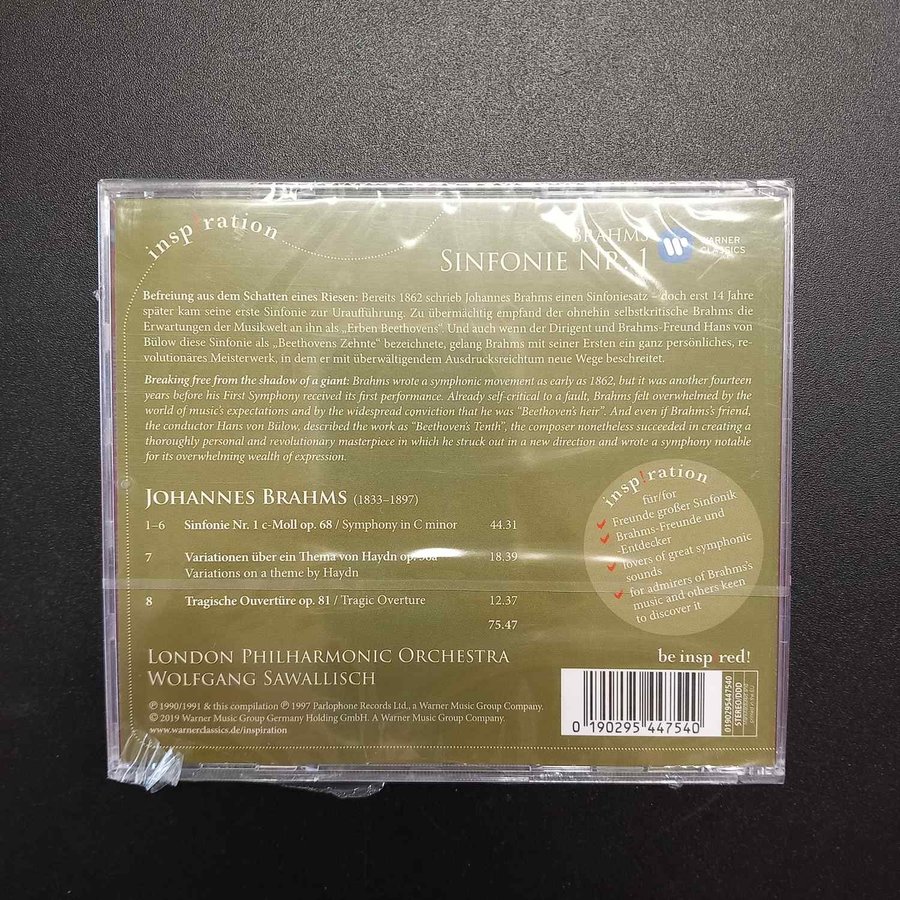 insp!ration
BRAHMS
SINFONIE NR. 1
WARNER
CLASSICS
Befreiung aus dem Schatten eines Riesen: Bereits 1862 schrieb Johannes Brahms einen Sinfoniesatz – doch erst 14 Jahre
später kam seine erste Sinfonie zur Uraufführung. Zu übermächtig empfand der ohnehin selbstkritische Brahms die
Erwartungen der Musikwelt an ihn als „Erben Beethovens“. Und auch wenn der Dirigent und Brahms-Freund Hans von
Bülow diese Sinfonie als „Beethovens Zehnte“ bezeichnete, gelang Brahms mit seiner Ersten ein ganz persönliches, re-
volutionäres Meisterwerk, in dem er mit überwältigendem Ausdrucksreichtum neue Wege beschreitet.
Breaking free from the shadow of a giant: Brahms wrote a symphonic movement as early as 1862, but it was another fourteen
years before his First Symphony received its first performance. Already self-critical to a fault, Brahms felt overwhelmed by the
world of music's expectations and by the widespread conviction that he was "Beethoven's heir". And even if Brahms's friend,
the conductor Hans von Bülow, described the work as "Beethoven's Tenth", the composer nonetheless succeeded in creating a
thoroughly personal and revolutionary masterpiece in which he struck out in a new direction and wrote a symphony notable
for its overwhelming wealth of expression.
JOHANNES BRAHMS (1833–1897)
1–6 Sinfonie Nr. 1 c-Moll op. 68 / Symphony in C minor 44.31
7 Variationen über ein Thema von Haydn op. 56a 18.39
Variations on a theme by Haydn
8 Tragische Ouvertüre op. 81 / Tragic Overture 12.37
75.47
insp!ration
für/for
Freunde großer Sinfonik
Brahms-Freunde und
-Entdecker
lovers of great symphonic
sounds
for admirers of Brahms's
music and others keen
to discover it
LONDON PHILHARMONIC ORCHESTRA
WOLFGANG SAWALLISCH
be insp!red!
℗ 1990/1991 & this compilation ℗ 1997 Parlophone Records Ltd., a Warner Music Group Company.
© 2019 Warner Music Group Germany Holding GmbH. A Warner Music Group Company.
www.warnerclassics.de/inspiration
0 190295 447540
0190295447540
STEREO/DDD